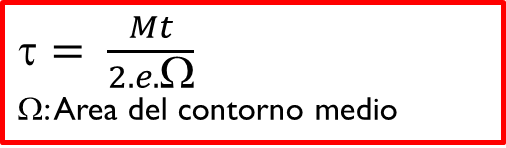 τ = Mt / 2.e.Ω
Ω: Area del contorno medio